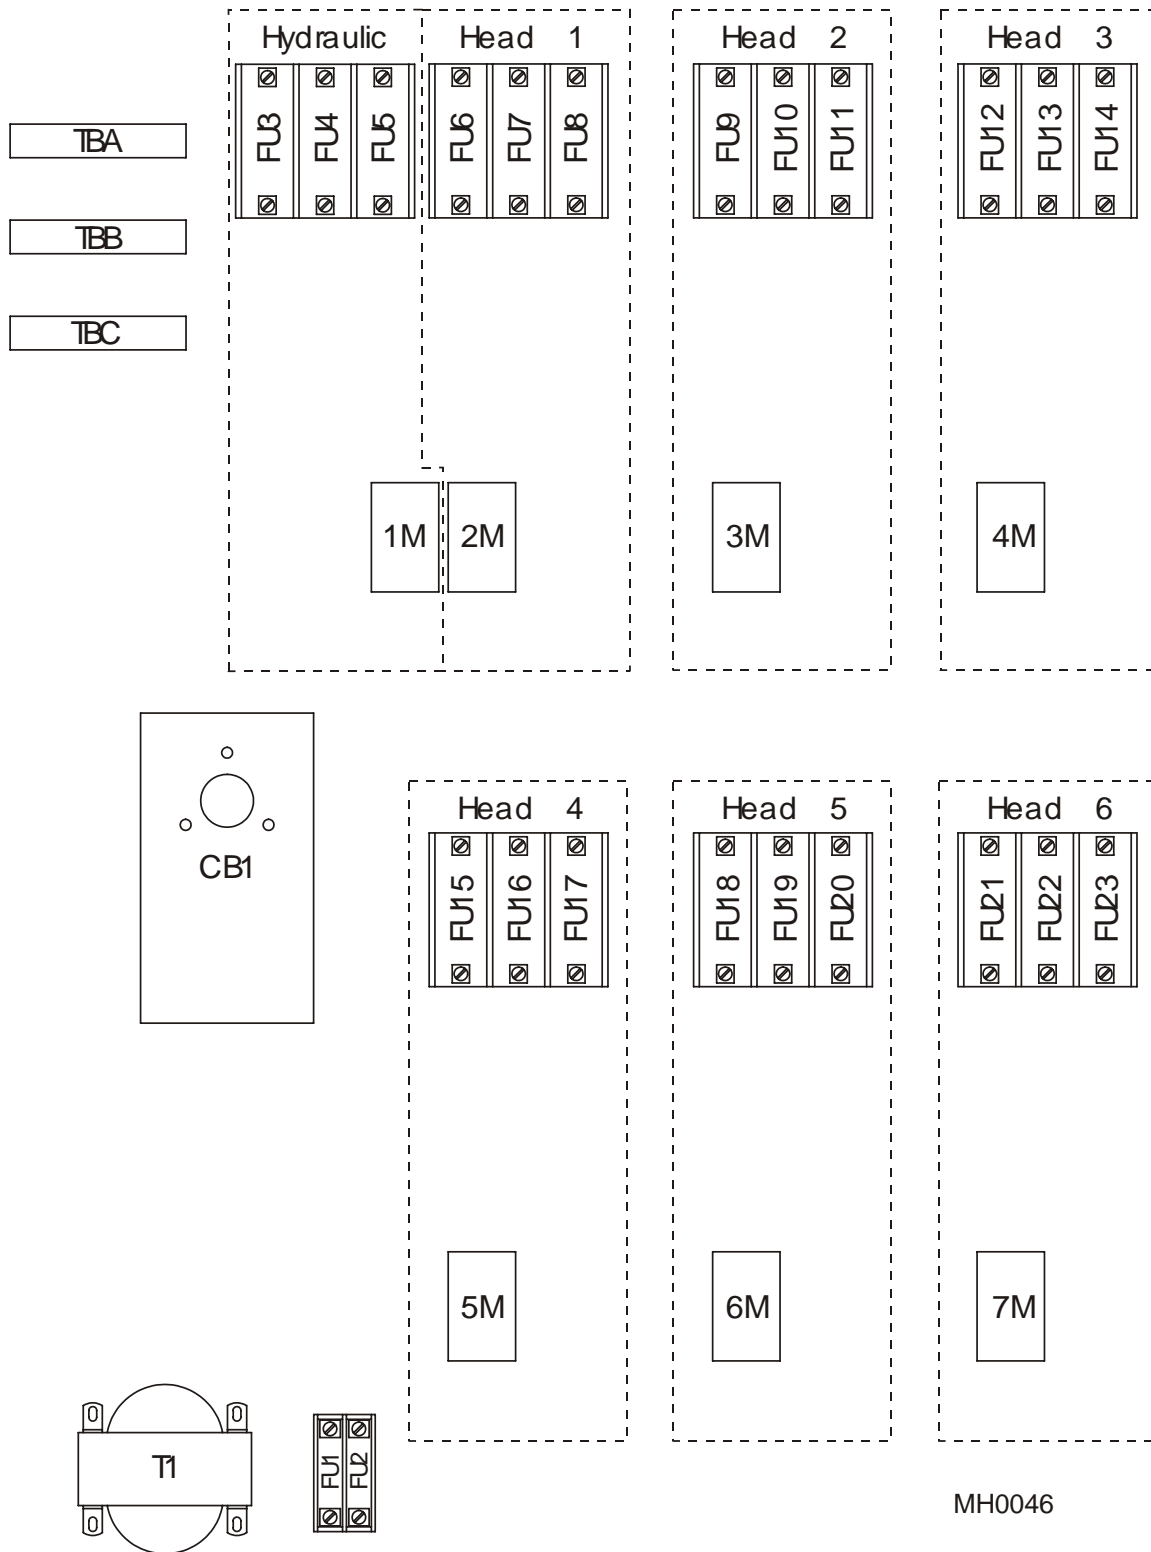 Hydraulic Head 1 Head 2 Head 3
FU3 FU4 FU5 FU6 FU7 FU8 FU9 FU10 FU11 FU12 FU13 FU14
TBA
TBB
TBC
1M 2M 3M 4M
CB1
Head 4 Head 5 Head 6
FU15 FU16 FU17 FU18 FU19 FU20 FU21 FU22 FU23
5M 6M 7M
T1 FU1 FU2
MH0046